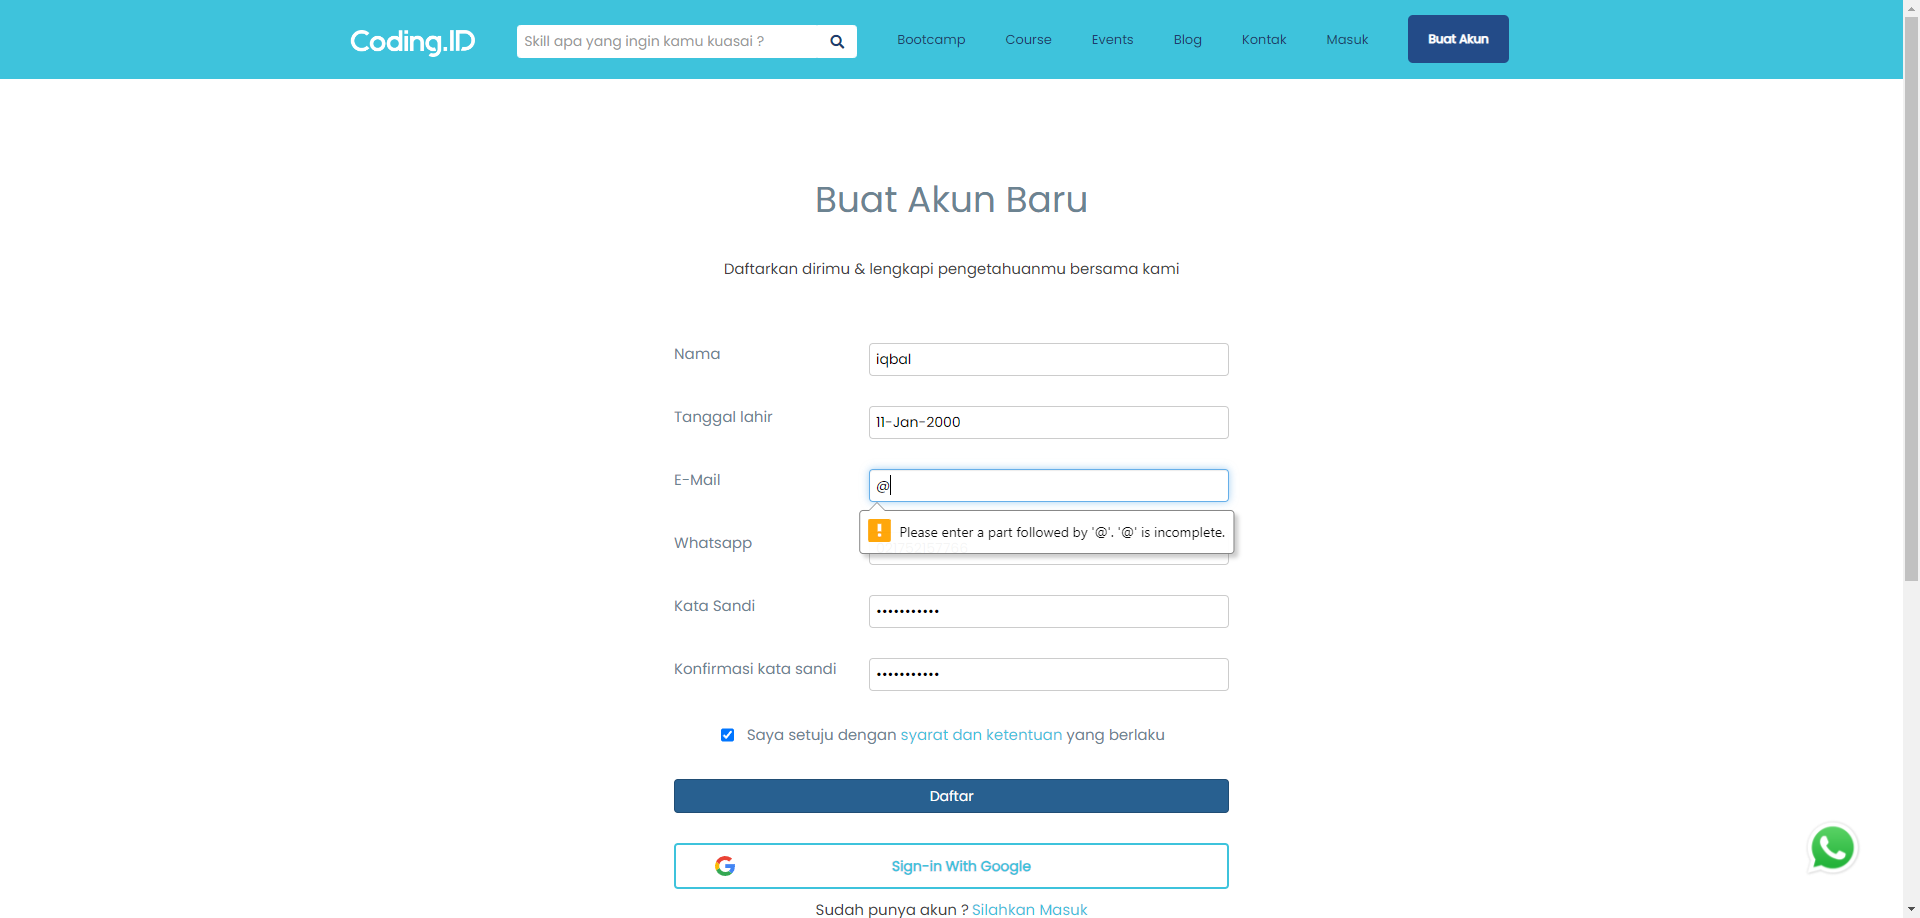 Coding.ID
Skill apa yang ingin kamu kuasai ?
Bootcamp
Course
Events
Blog
Kontak
Masuk
Buat Akun
Buat Akun Baru
Daftarkan dirimu & lengkapi pengetahuanmu bersama kami
Nama
iqbal
Tanggal lahir
11-Jan-2000
E-Mail
@
Please enter a part followed by '@'. '@' is incomplete.
Whatsapp
Kata Sandi
•••••••••••
Konfirmasi kata sandi
•••••••••••
Saya setuju dengan syarat dan ketentuan yang berlaku
Daftar
Sign-in With Google
Sudah punya akun ? Silahkan Masuk